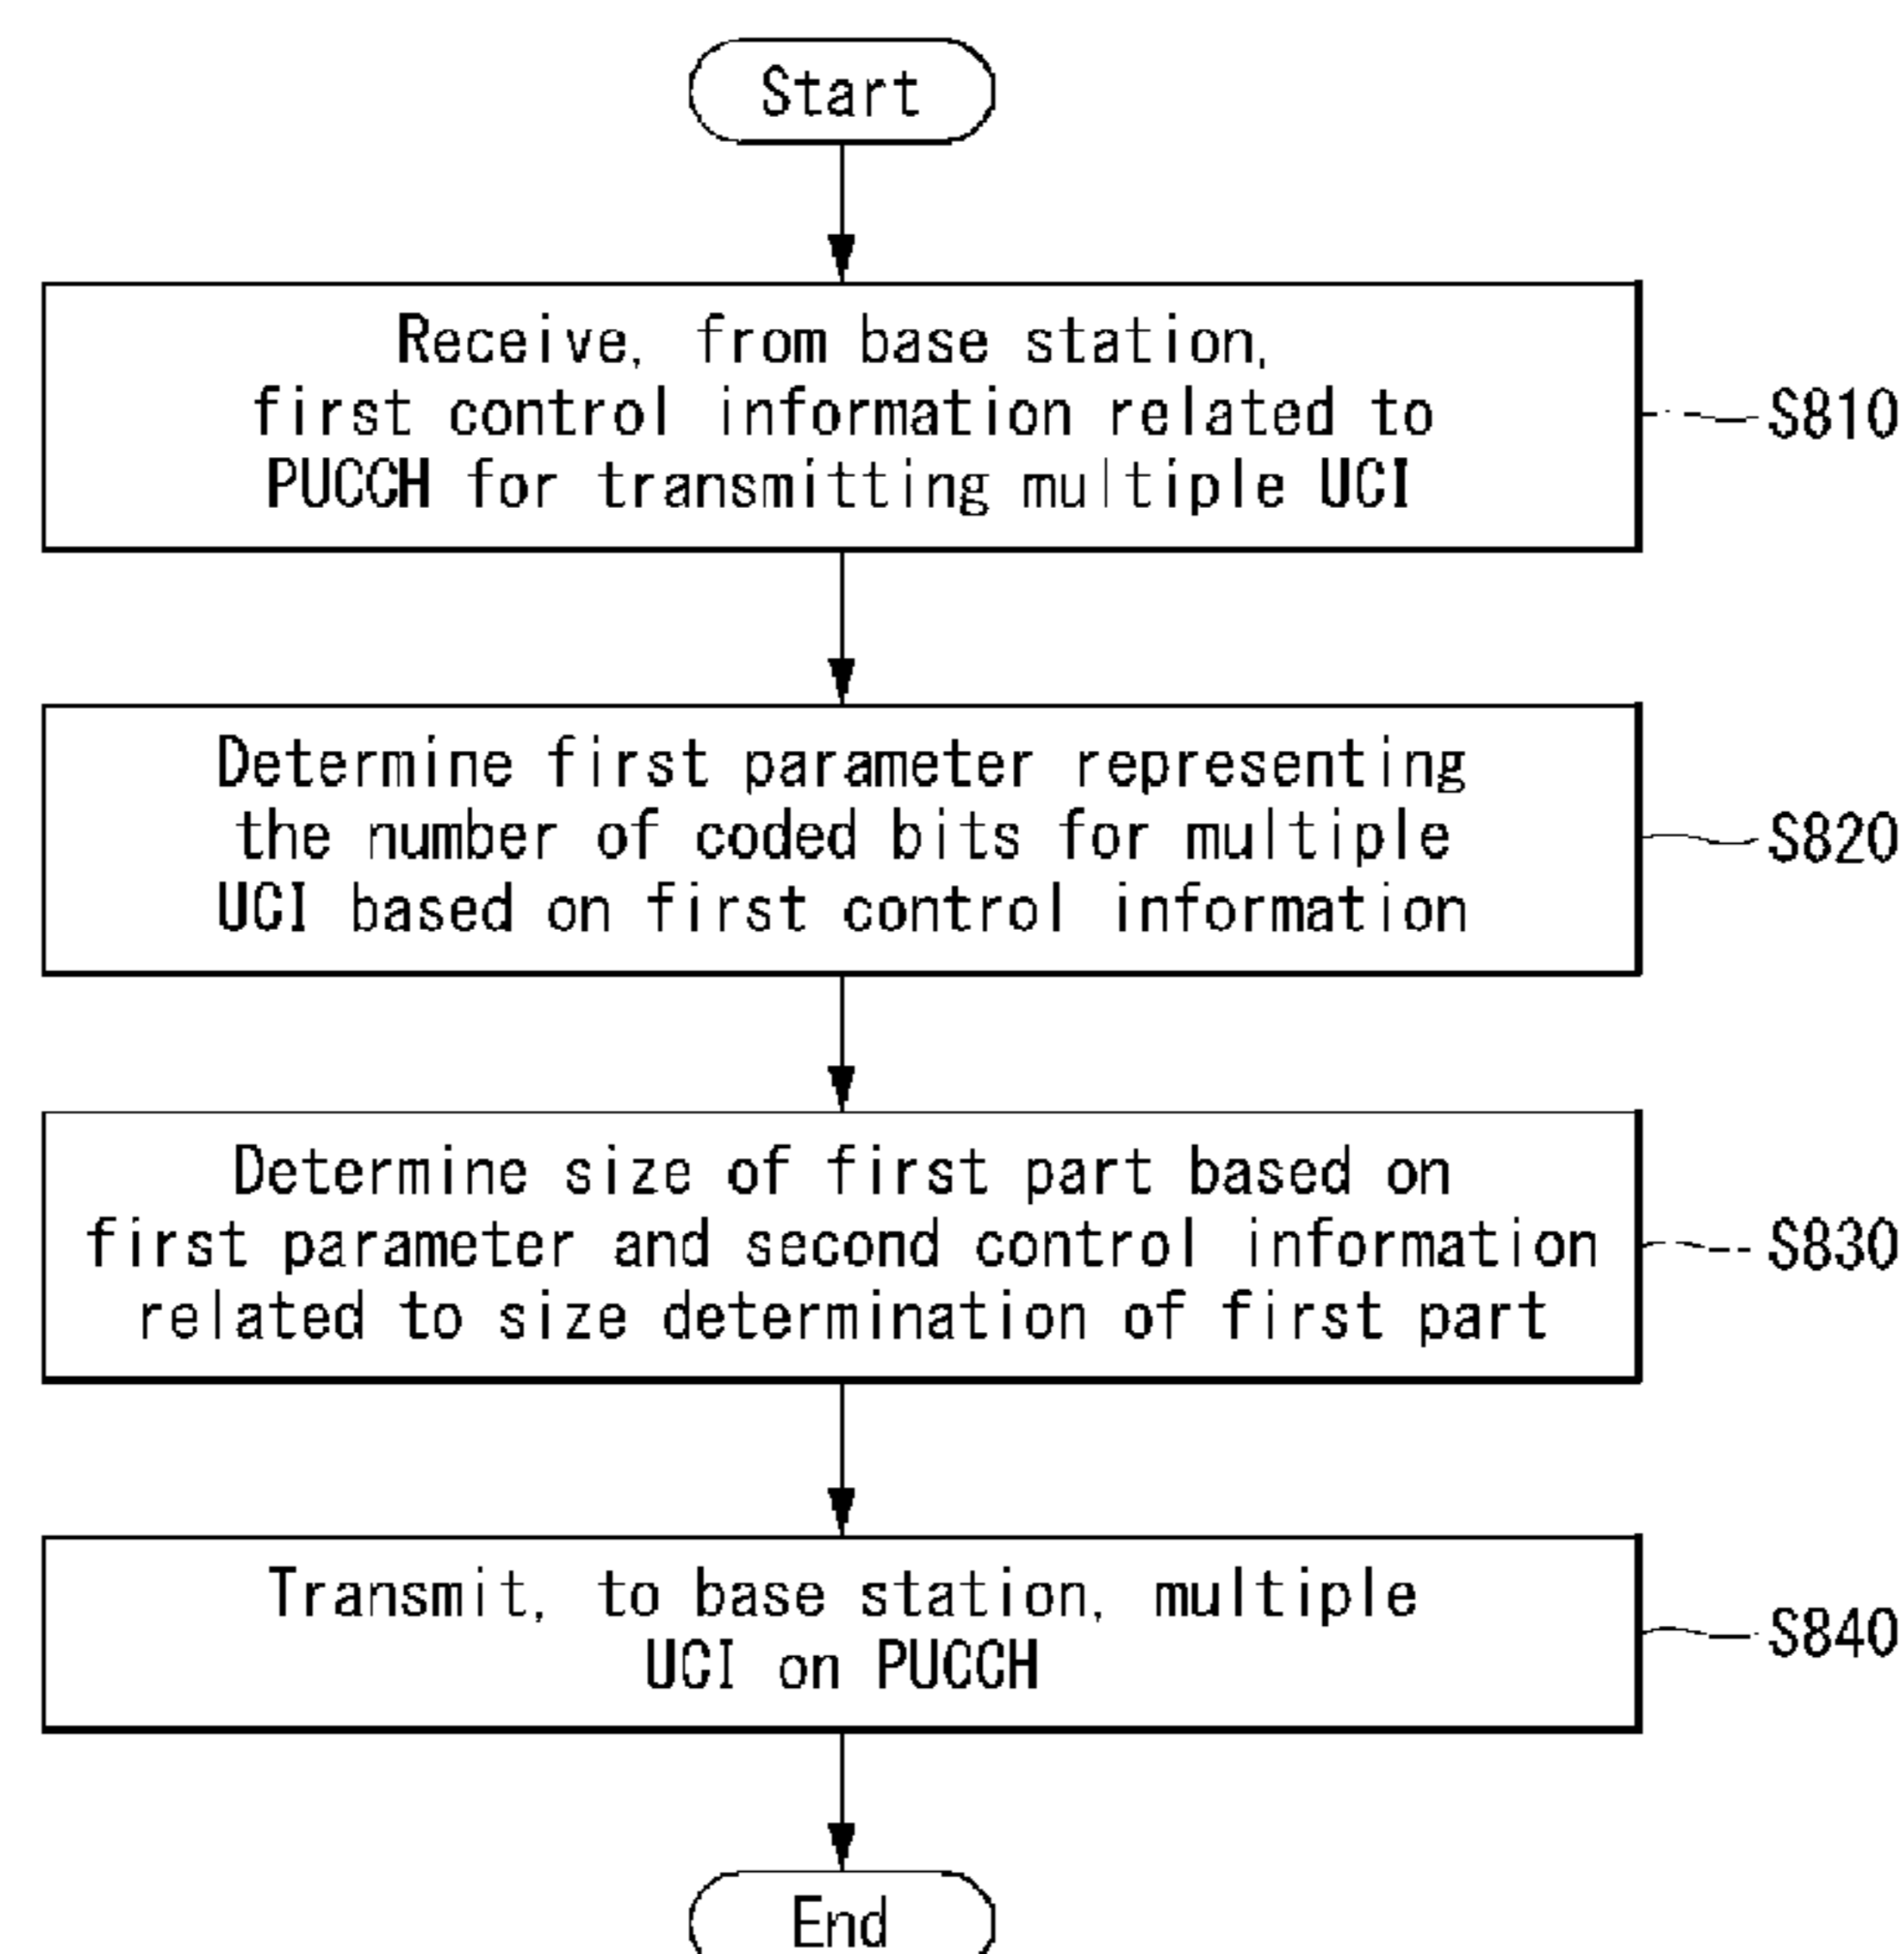 Start
Receive, from base station,
first control information related to
PUCCH for transmitting multiple UCI
S810
Determine first parameter representing
the number of coded bits for multiple
UCI based on first control information
S820
Determine size of first part based on
first parameter and second control information
related to size determination of first part
S830
Transmit, to base station, multiple
UCI on PUCCH
S840
End